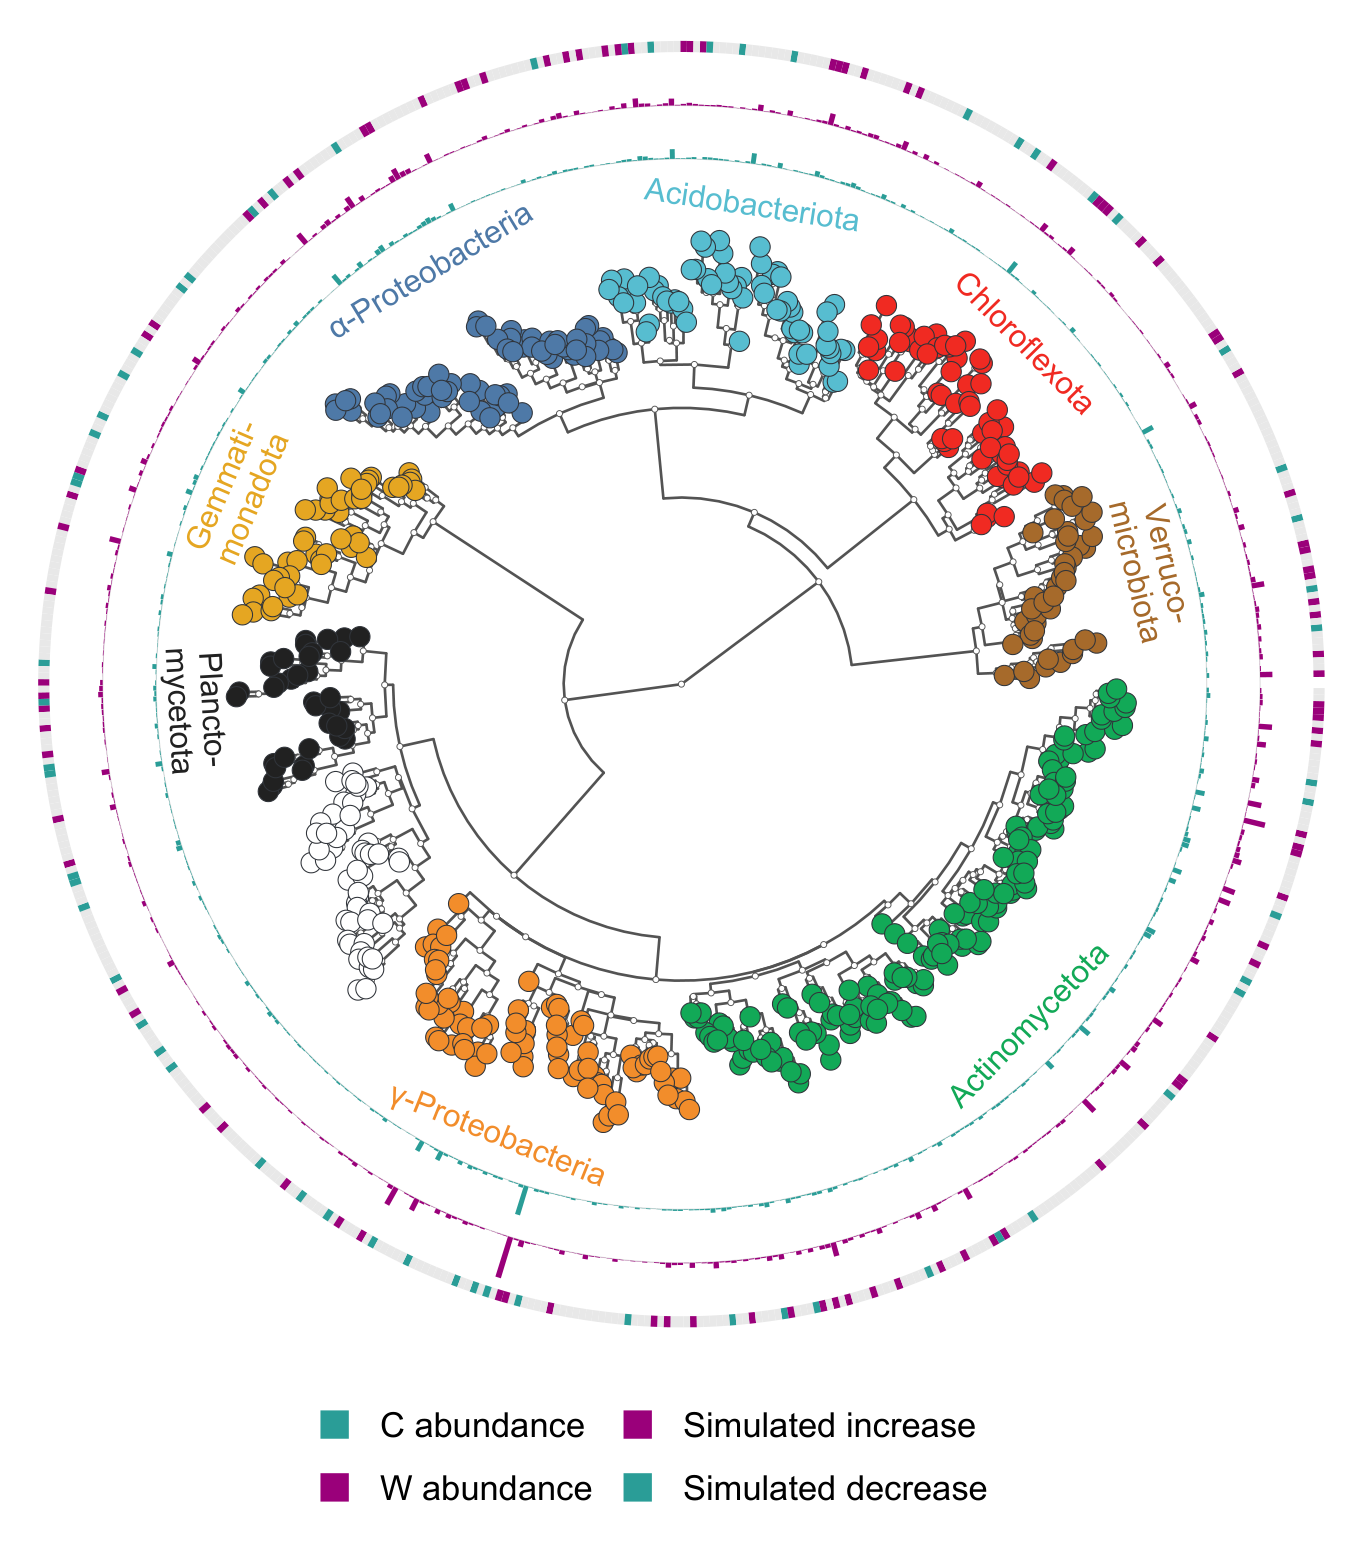 Acidobacteriota
α-Proteobacteria
Chloroflexota
Gemmati-
monadota
Verruco-
microbiota
Plancto-
mycetota
Actinomycetota
γ-Proteobacteria
C abundance
Simulated increase
W abundance
Simulated decrease